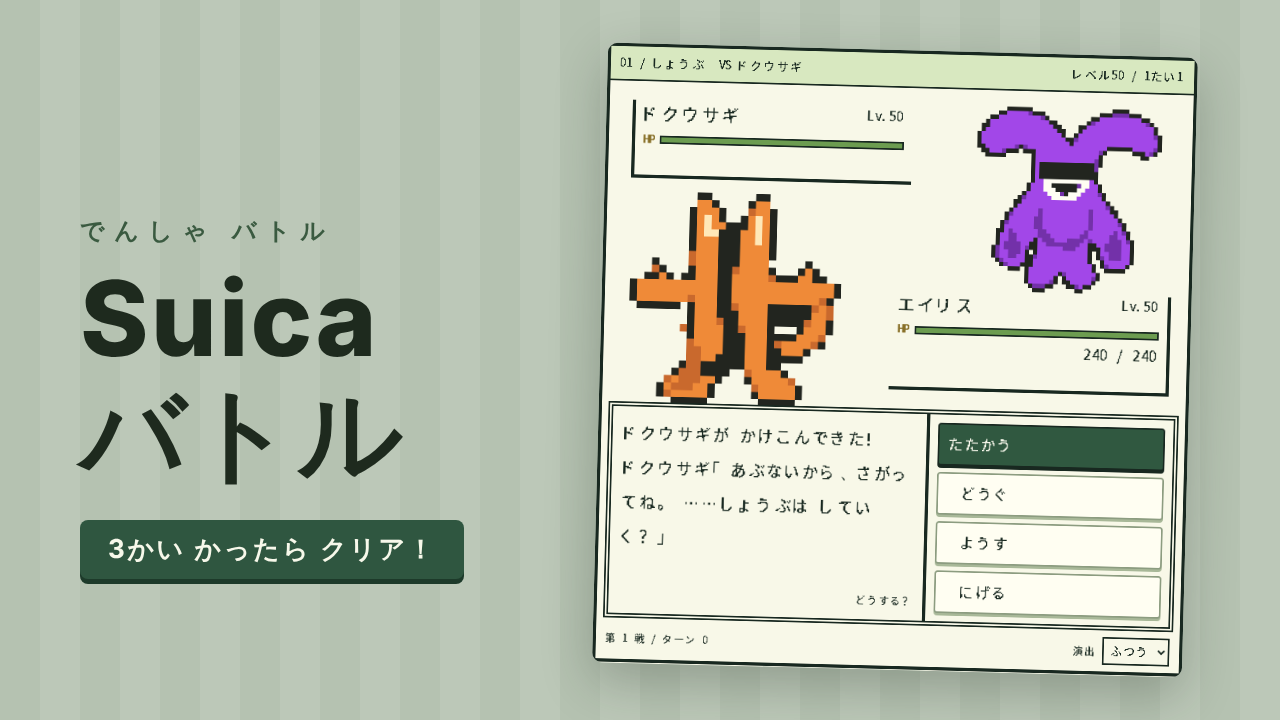 でんしゃ バトル
Suica
バトル
3かい かったら クリア！
01 / しょうぶ VS ドクウサギ
レベル50 / 1たい1
ドクウサギ
Lv. 50
HP
エイリス
Lv. 50
HP
240 / 240
ドクウサギが かけこんできた!
ドクウサギ「 あぶないから 、さがっ
てね。 ……しょうぶは し てい
く？」
どうする?
たたかう
どうぐ
ようす
にげる
第 1 戦 / ターン 0
演出
ふつう